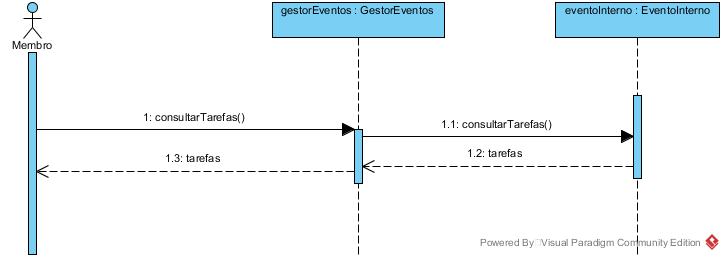 gestorEventos : GestorEventos
eventoInterno : EventoInterno
Membro
1: consultarTarefas()
1.1: consultarTarefas()
1.2: tarefas
1.3: tarefas
Powered By Visual Paradigm Community Edition